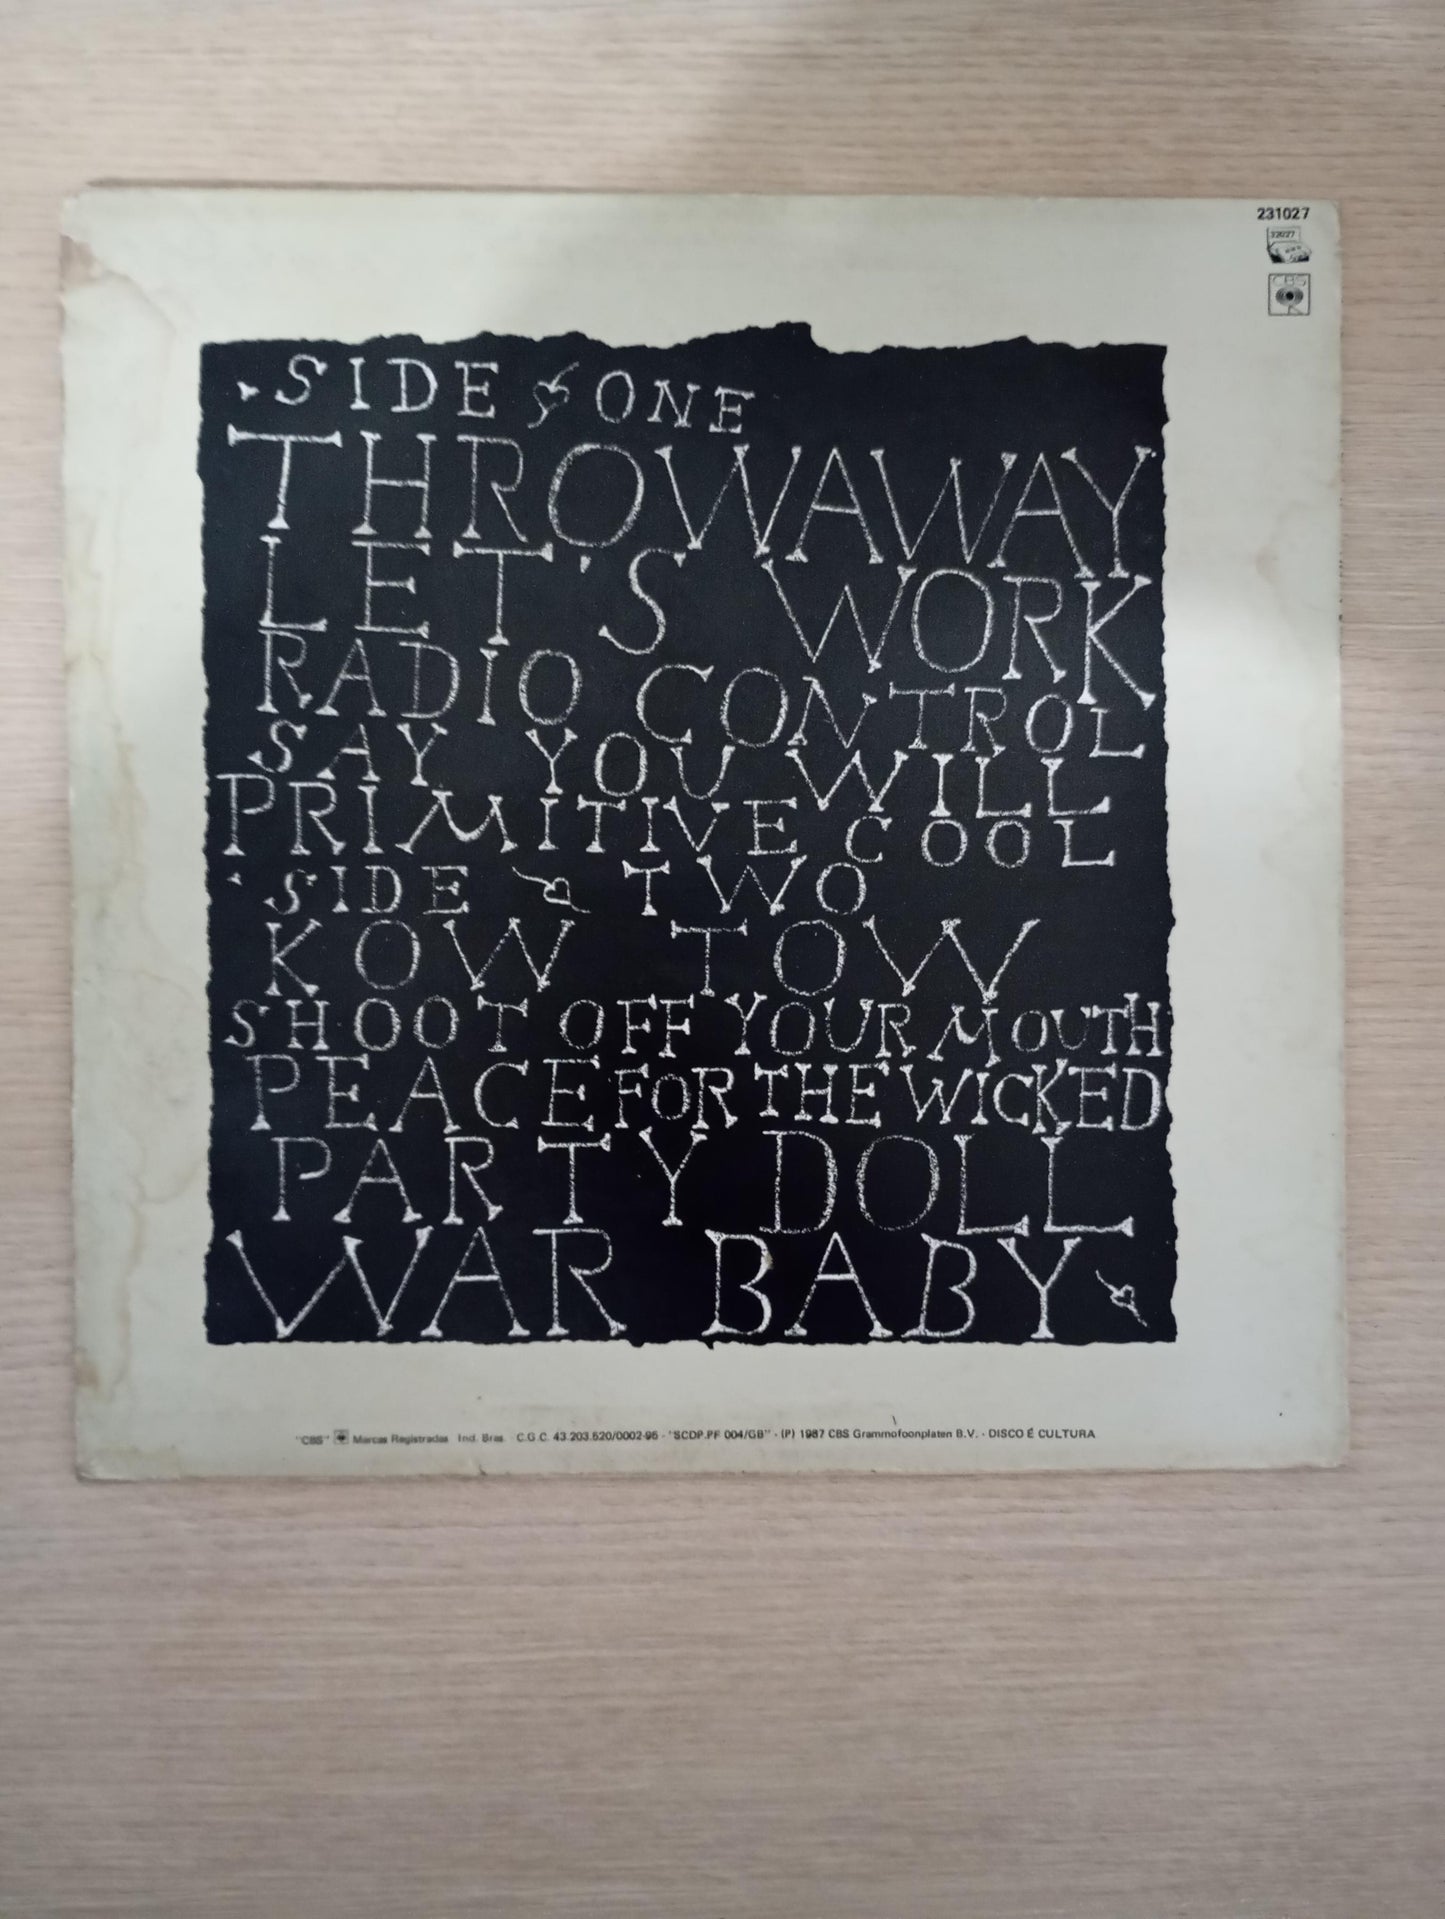 231027
CBS
SIDE ONE
THROWAWAY
LET'S WORK
RADIO CONTROL
SAY YOU WILL
PRIMITIVE COOL
SIDE TWO
KOW TOW
SHOOT OFF YOUR MOUTH
PEACE FOR THE WICKED
PARTY DOLL
WAR BABY
"CBS" Marcas Registradas Ind. Bras. C.G.C. 43.203.520/0002-96 - "SCDP.PF 004/GB" - (P) 1987 CBS Grammofoonplaten B.V. - DISCO É CULTURA